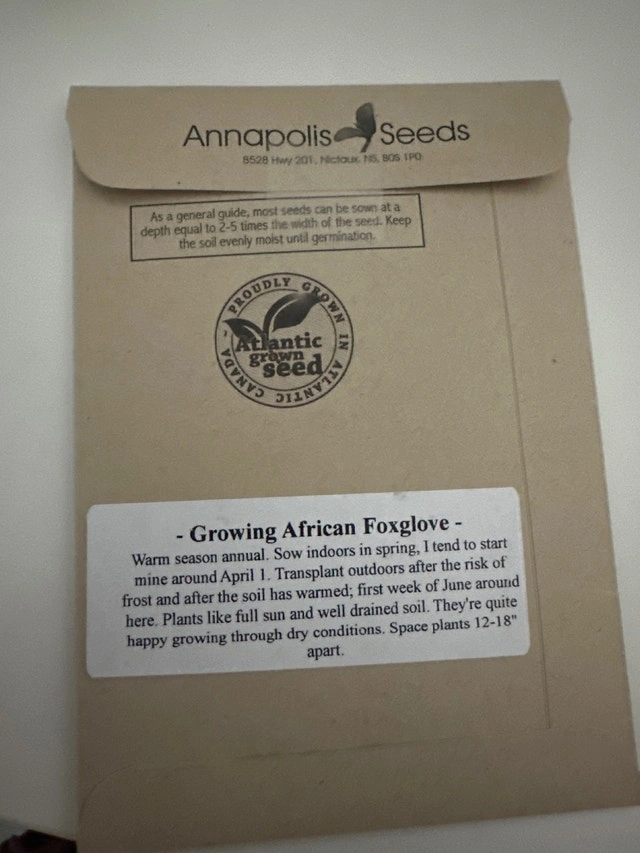 Annapolis Seeds
8528 Hwy 201, Nictaux, NS, B0S 1P0
As a general guide, most seeds can be sown at a
depth equal to 2-5 times the width of the seed. Keep
the soil evenly moist until germination.
PROUDLY GROWN IN ATLANTIC CANADA
Atlantic
grown
seed
- Growing African Foxglove -
Warm season annual. Sow indoors in spring, I tend to start
mine around April 1. Transplant outdoors after the risk of
frost and after the soil has warmed; first week of June around
here. Plants like full sun and well drained soil. They're quite
happy growing through dry conditions. Space plants 12-18"
apart.